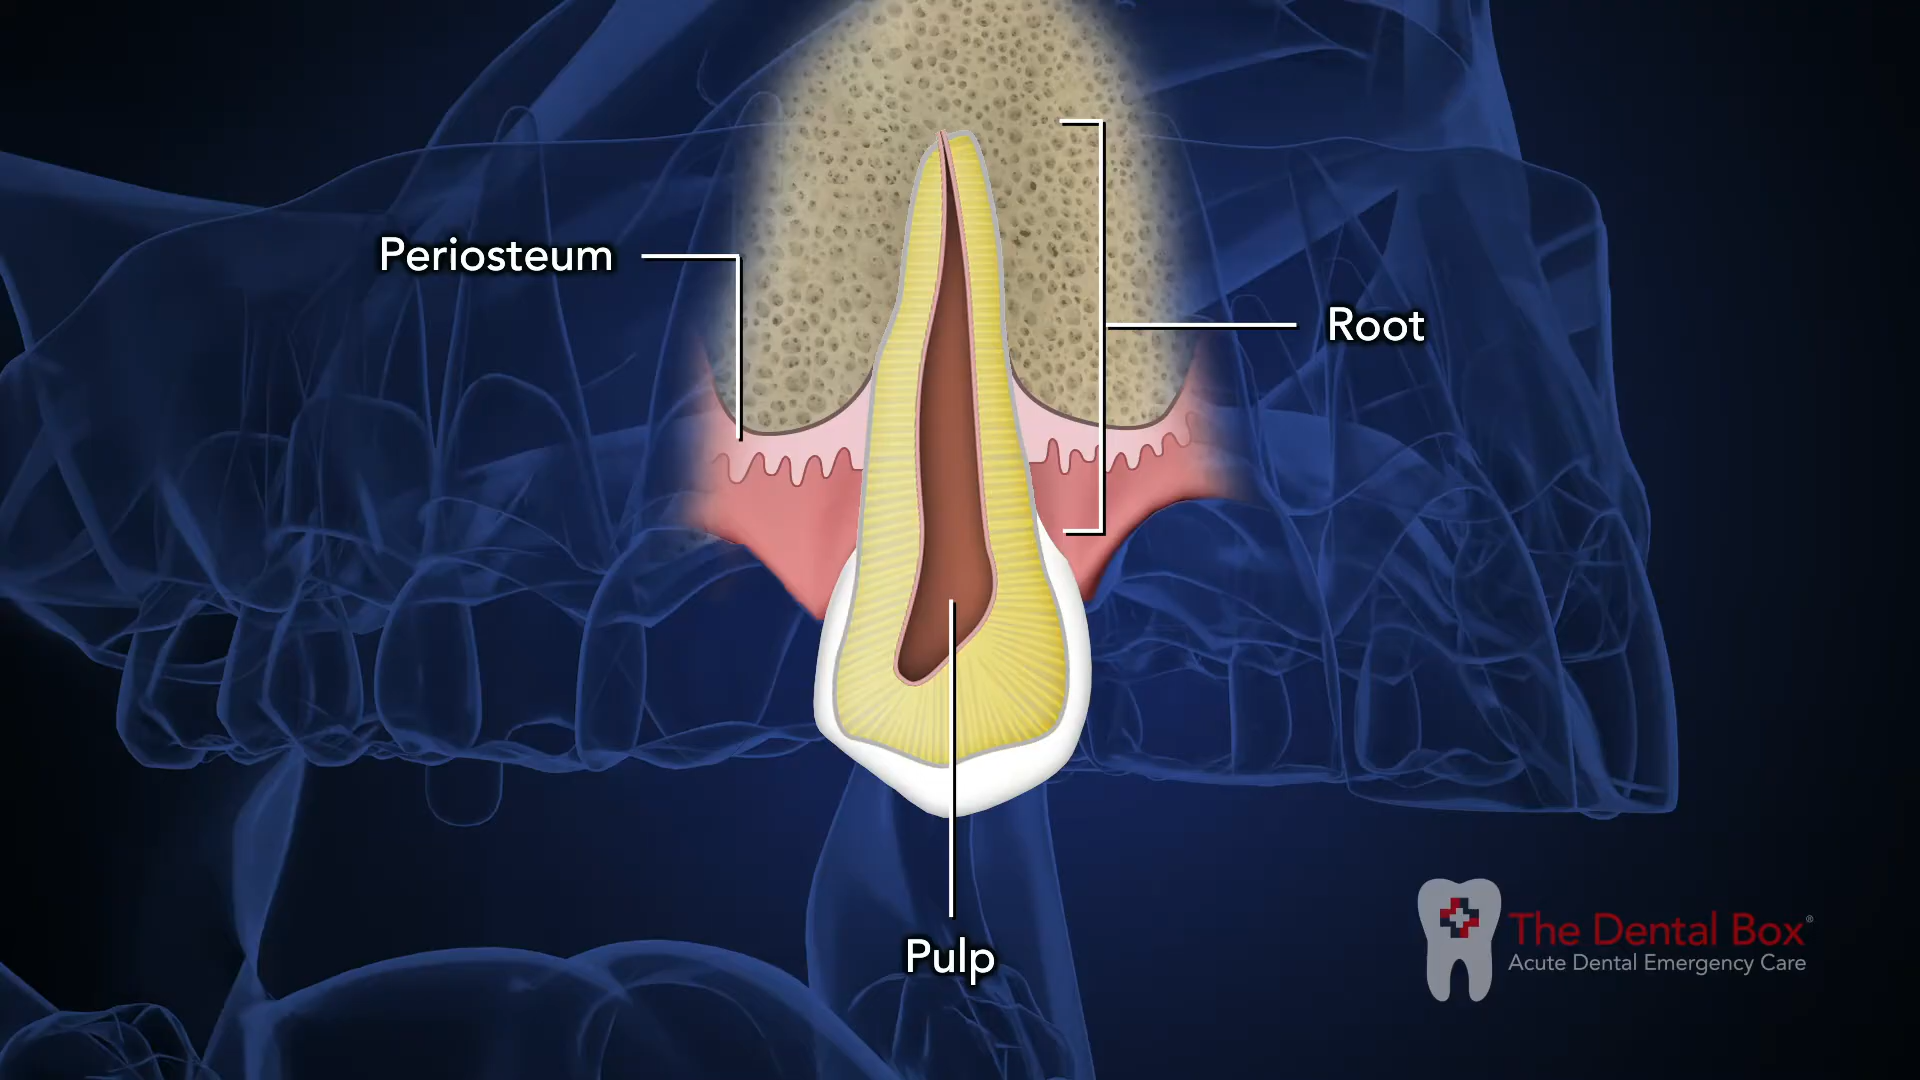 Periosteum
Root
Pulp
The Dental Box®
Acute Dental Emergency Care